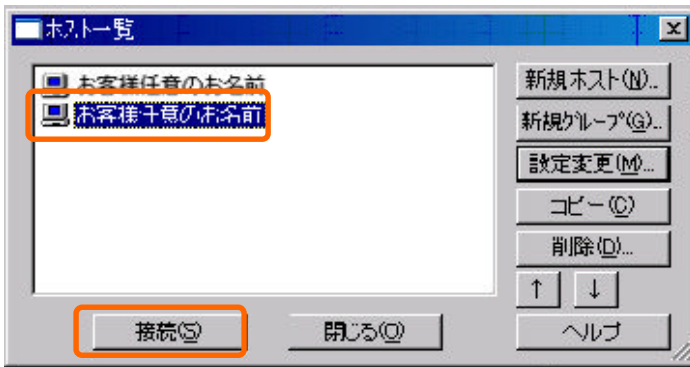 ホスト一覧
お客様任意のお名前
お客様任意のお名前
新規ホスト(N)..
新規グループ(G)..
設定変更(M)...
コピー(C)
削除(D)...
↑ ↓
接続(S)
閉じる(O)
ヘルプ